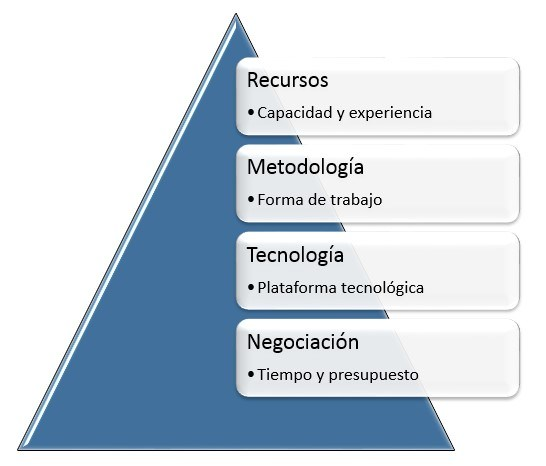 Recursos
• Capacidad y experiencia
Metodología
• Forma de trabajo
Tecnología
• Plataforma tecnológica
Negociación
• Tiempo y presupuesto